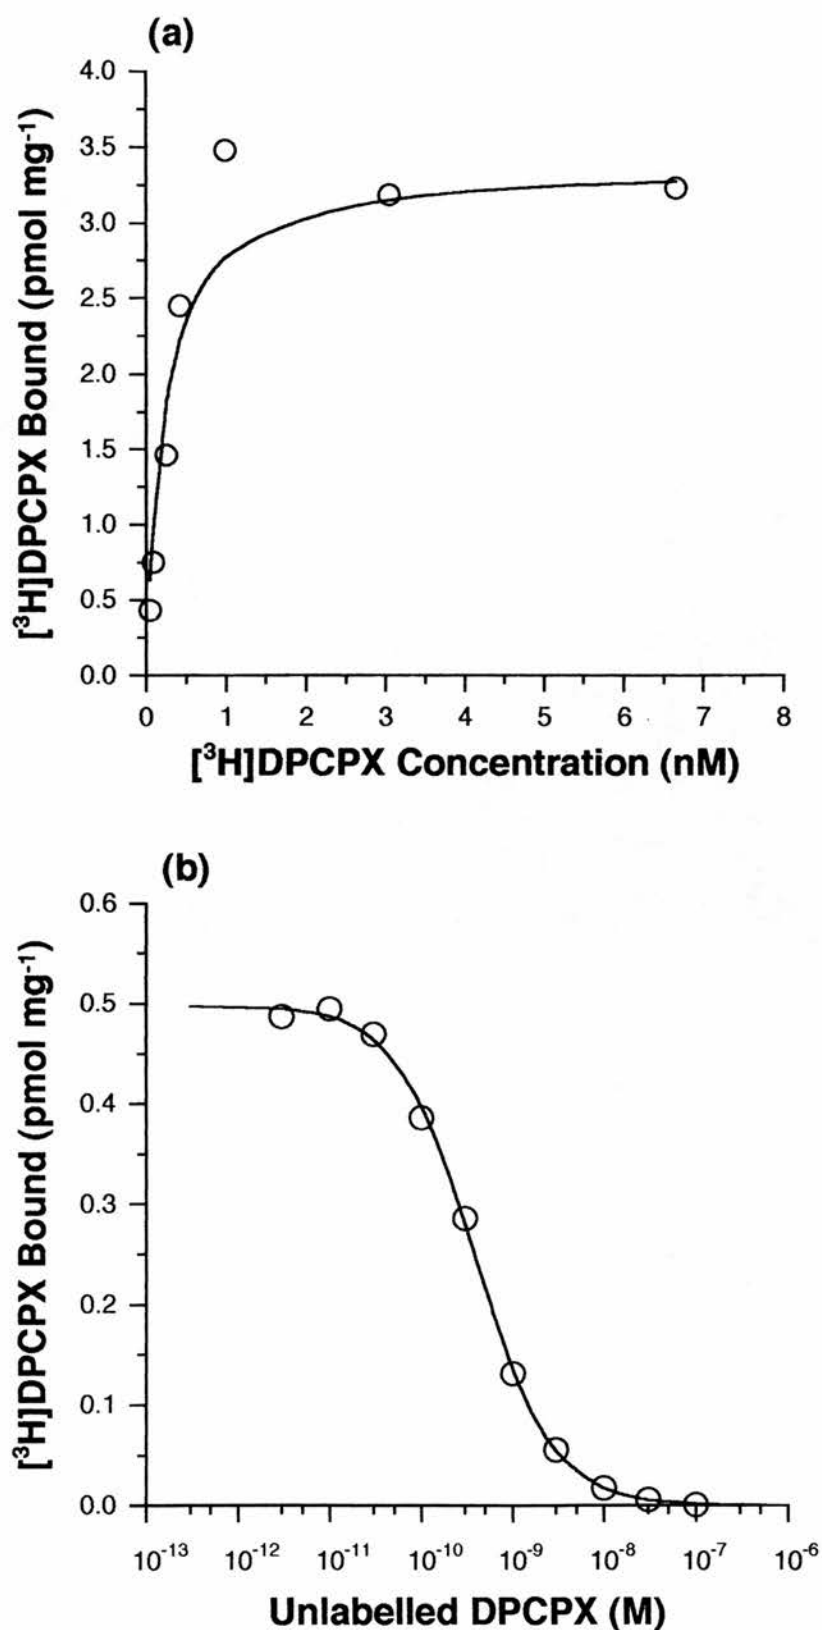 (a)
4.0
3.5
3.0
2.5
2.0
1.5
1.0
0.5
0.0
[³H]DPCPX Bound (pmol mg⁻¹)
0 1 2 3 4 5 6 7 8
[³H]DPCPX Concentration (nM)
(b)
0.6
0.5
0.4
0.3
0.2
0.1
0.0
[³H]DPCPX Bound (pmol mg⁻¹)
10⁻¹³ 10⁻¹² 10⁻¹¹ 10⁻¹⁰ 10⁻⁹ 10⁻⁸ 10⁻⁷ 10⁻⁶
Unlabelled DPCPX (M)